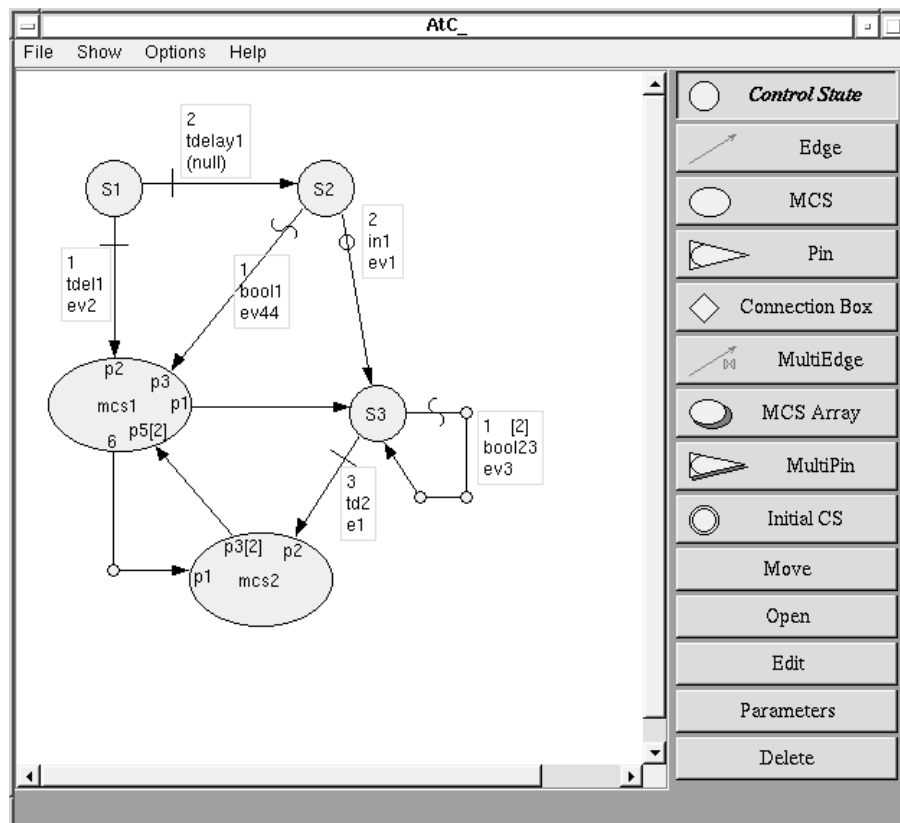 AtC_
File Show Options Help
2
tdelay1
(null)
S1
S2
1
tdel1
ev2
1
bool1
ev44
2
in1
ev1
p2
p3
mcs1
p1
p5[2]
6
S3
1 [2]
bool23
ev3
3
td2
e1
p3[2]
p2
p1
mcs2
Control State
Edge
MCS
Pin
Connection Box
MultiEdge
MCS Array
MultiPin
Initial CS
Move
Open
Edit
Parameters
Delete